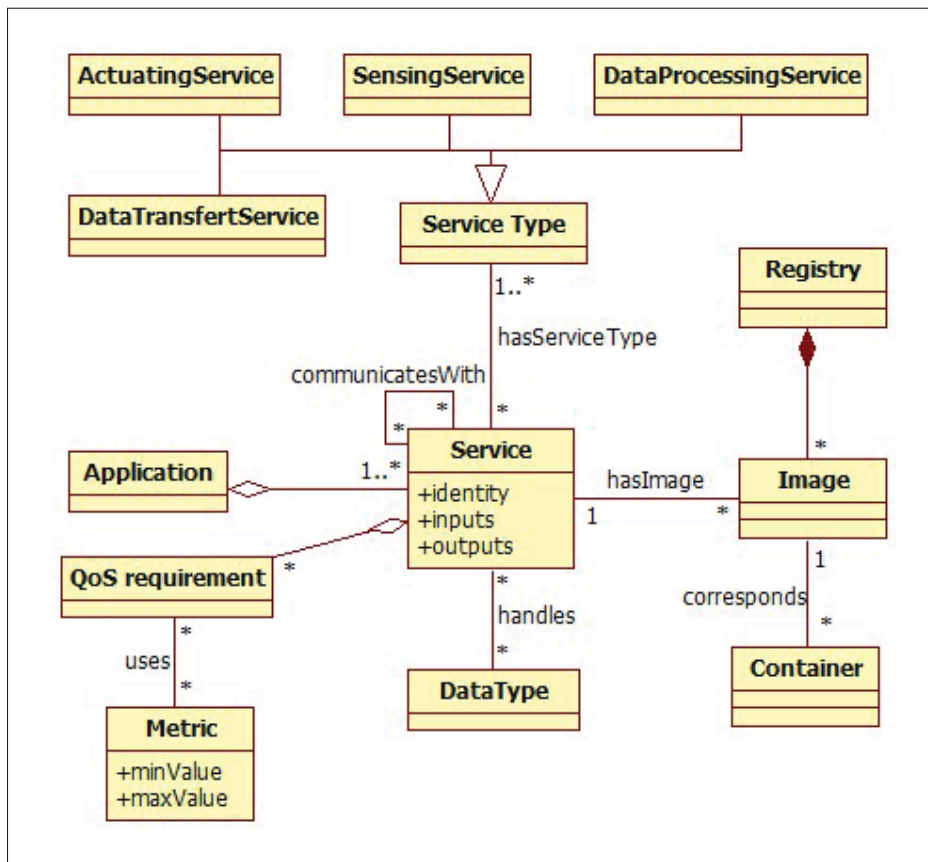 ActuatingService
SensingService
DataProcessingService
DataTransfertService
Service Type
Registry
1..*
hasServiceType
communicatesWith
*
*
*
*
Application
1..*
Service
+identity
+inputs
+outputs
hasImage
1
*
Image
QoS requirement
*
*
handles
*
1
corresponds
*
*
uses
*
DataType
Container
Metric
+minValue
+maxValue